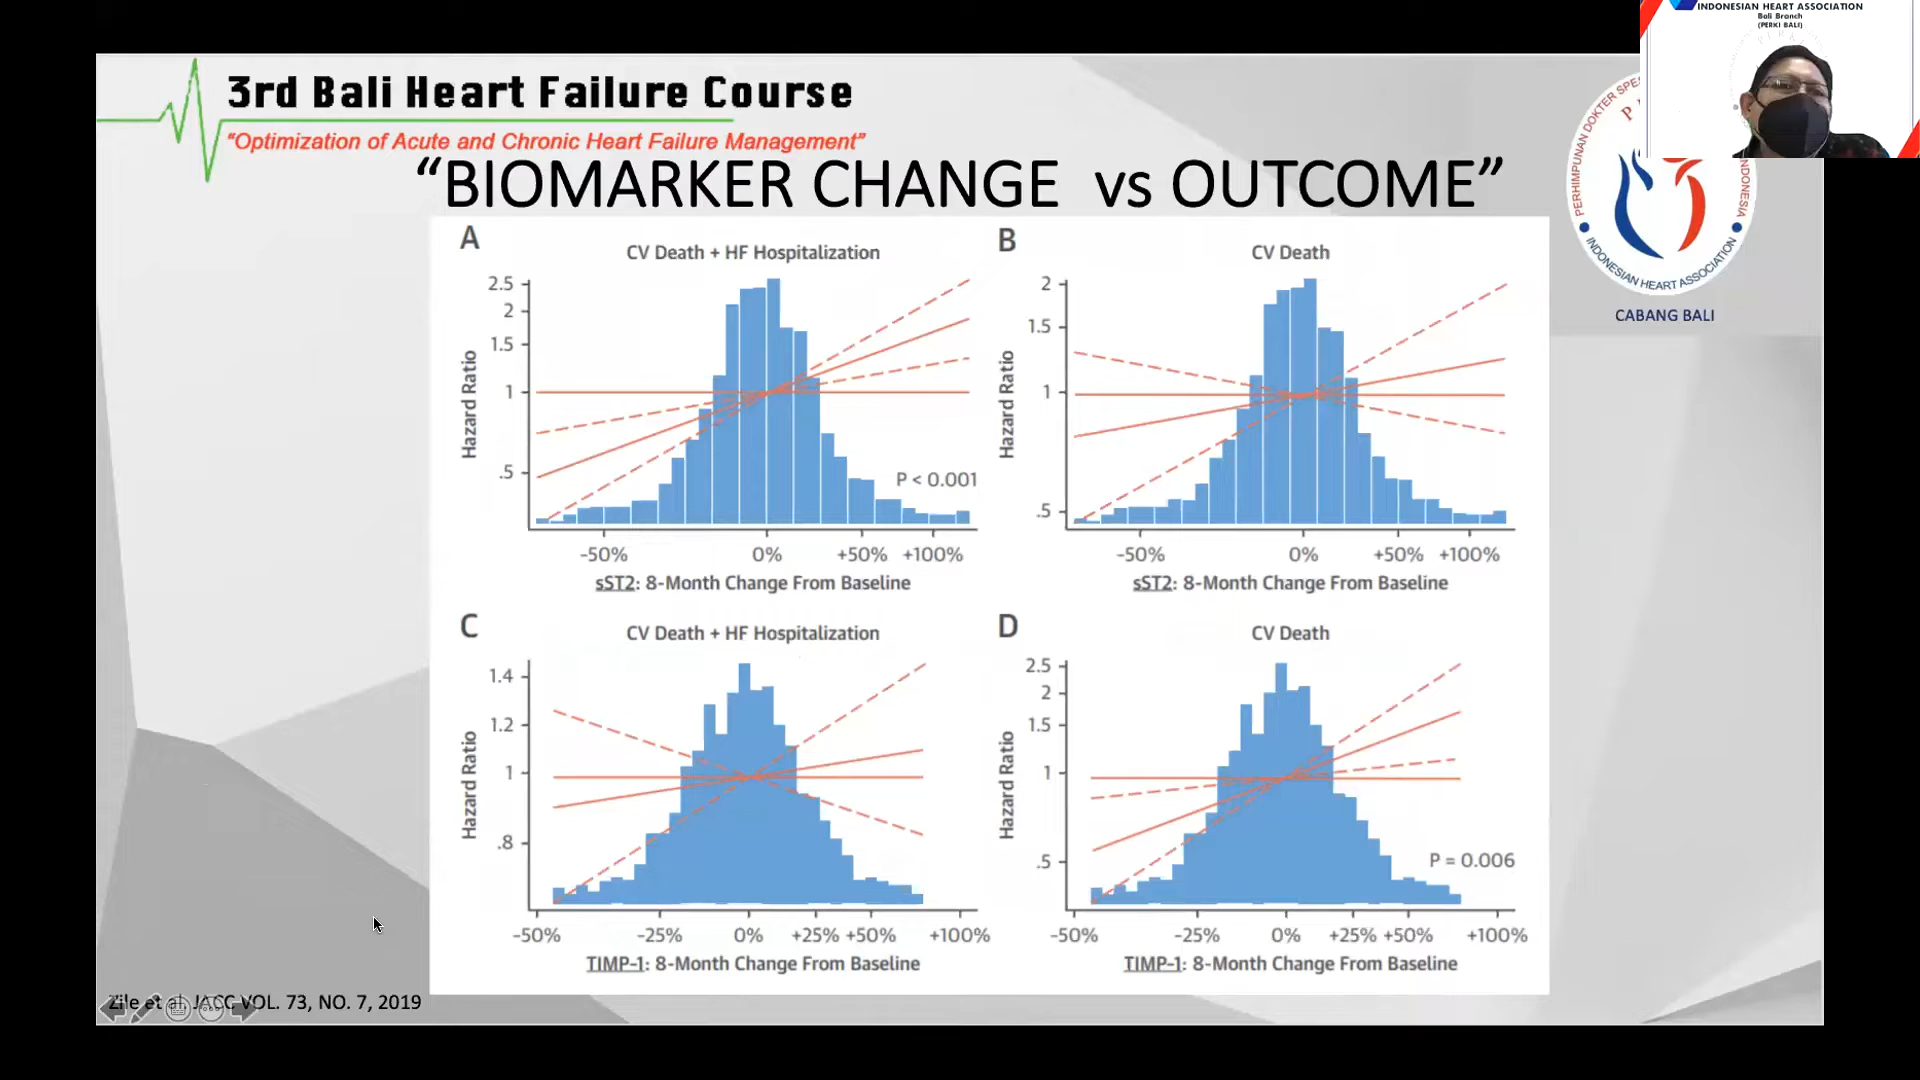 INDONESIAN HEART ASSOCIATION
Bali Branch
(PERKI BALI)
3rd Bali Heart Failure Course
“Optimization of Acute and Chronic Heart Failure Management”
“BIOMARKER CHANGE vs OUTCOME”
INDONESIAN HEART ASSOCIATION
CABANG BALI
A
CV Death + HF Hospitalization
Hazard Ratio
2.5
2
1.5
1
.5
P < 0.001
-50% 0% +50% +100%
sST2: 8-Month Change From Baseline
B
CV Death
Hazard Ratio
2
1.5
1
.5
-50% 0% +50% +100%
sST2: 8-Month Change From Baseline
C
CV Death + HF Hospitalization
Hazard Ratio
1.4
1.2
1
.8
-50% -25% 0% +25% +50% +100%
TIMP-1: 8-Month Change From Baseline
D
CV Death
Hazard Ratio
2.5
2
1.5
1
.5
P = 0.006
-50% -25% 0% +25% +50% +100%
TIMP-1: 8-Month Change From Baseline
Zile et al. JACC VOL. 73, NO. 7, 2019